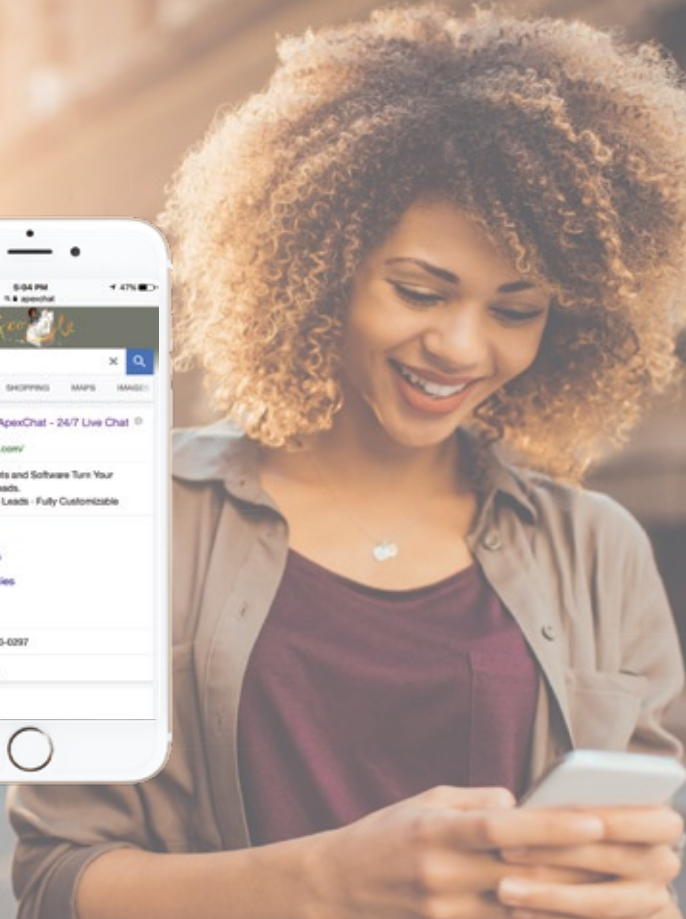 5:04 PM
47%
apexchat
SHOPPING MAPS IMAGES
ApexChat - 24/7 Live Chat
.com/
ts and Software Turn Your
eads.
Leads - Fully Customizable
ies
-0297